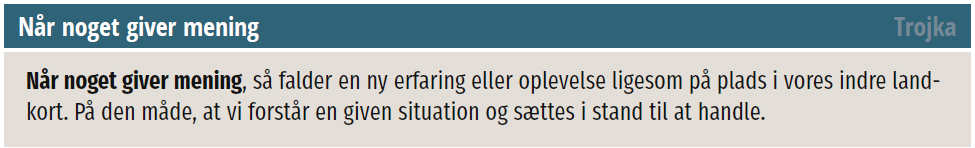 Når noget giver mening Trojka
Når noget giver mening, så falder en ny erfaring eller oplevelse ligesom på plads i vores indre land-
kort. På den måde, at vi forstår en given situation og sættes i stand til at handle.